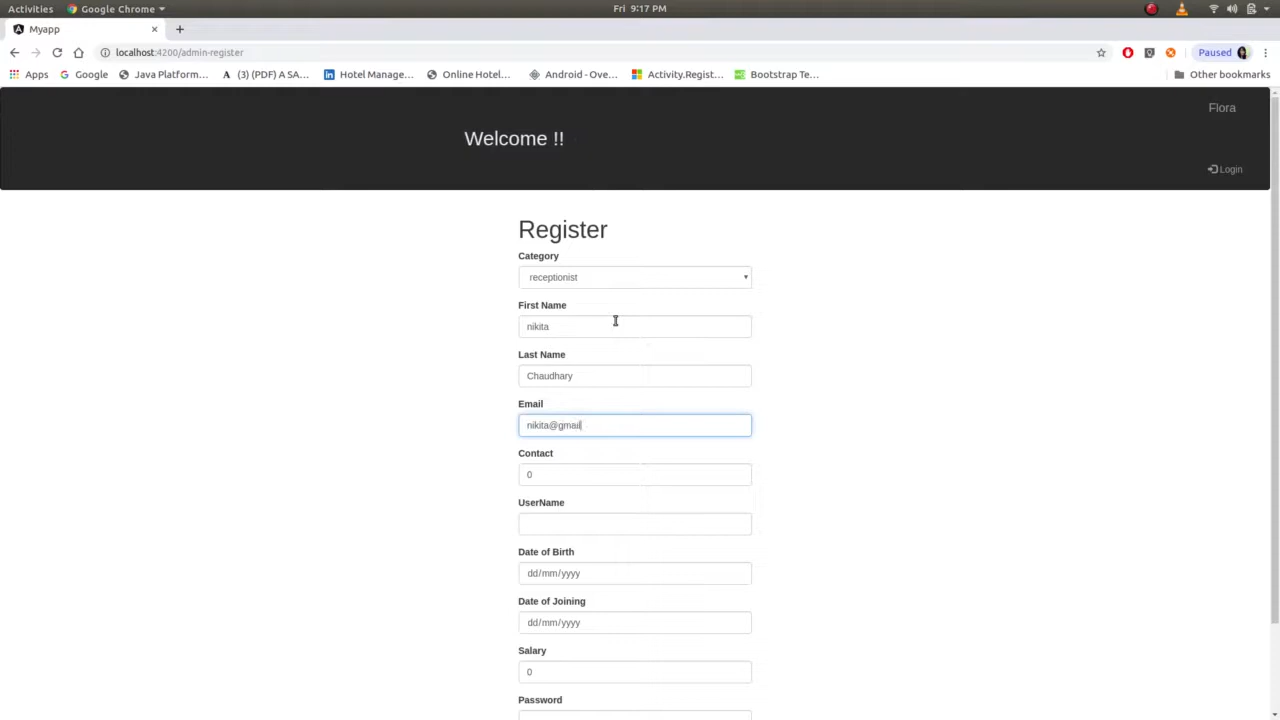 Activities Google Chrome Fri 9:17 PM
Myapp
localhost:4200/admin-register Paused
Apps Google Java Platform… (3) (PDF) A SA… Hotel Manage… Online Hotel… Android - Ove… Activity.Regist… Bootstrap Te… Other bookmarks
Flora
Welcome !!
Login
Register
Category
receptionist
First Name
nikita
Last Name
Chaudhary
Email
nikita@gmail
Contact
0
UserName
Date of Birth
dd/mm/yyyy
Date of Joining
dd/mm/yyyy
Salary
0
Password